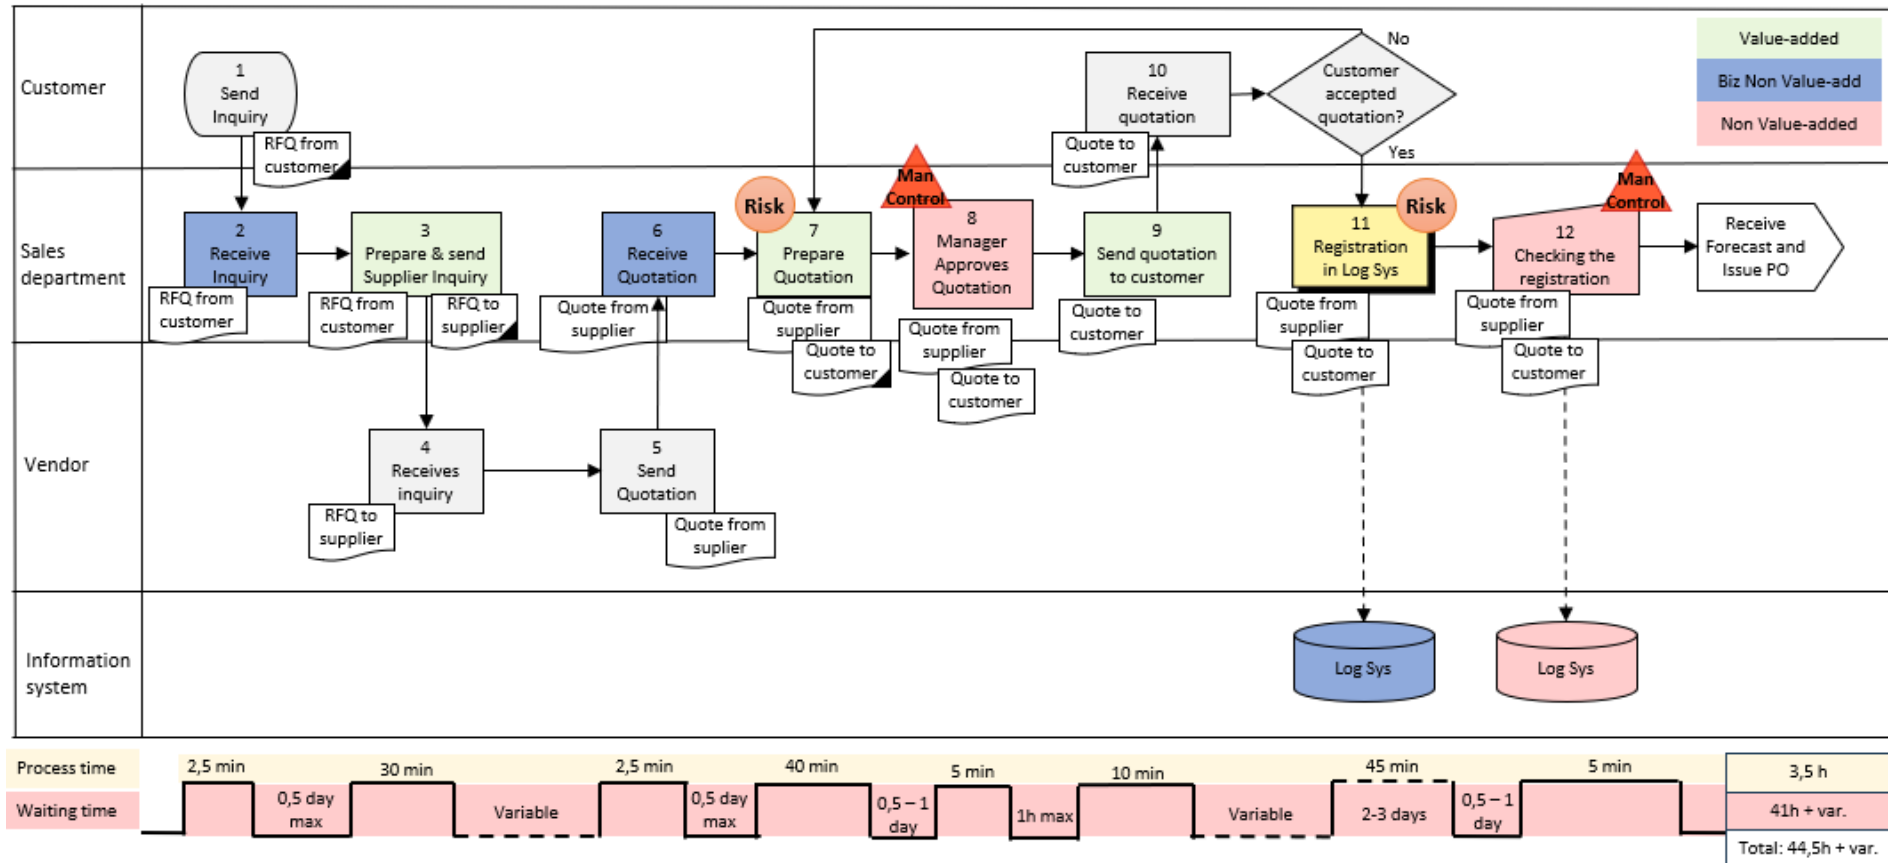 Customer
1
Send
Inquiry
RFQ from
customer
10
Receive
quotation
Quote to
customer
Customer
accepted
quotation?
No
Yes
Value-added
Biz Non Value-add
Non Value-added
Sales
department
2
Receive
Inquiry
RFQ from
customer
3
Prepare & send
Supplier Inquiry
RFQ from
customer
RFQ to
supplier
6
Receive
Quotation
Quote from
supplier
Risk
7
Prepare
Quotation
Quote from
supplier
Quote to
customer
Man
Control
8
Manager
Approves
Quotation
Quote from
supplier
Quote to
customer
9
Send quotation
to customer
Quote to
customer
Risk
11
Registration
in Log Sys
Quote from
supplier
Quote to
customer
Man
Control
12
Checking the
registration
Quote from
supplier
Quote to
customer
Receive
Forecast and
Issue PO
Vendor
4
Receives
inquiry
RFQ to
supplier
5
Send
Quotation
Quote from
suplier
Information
system
Log Sys
Log Sys
Process time
2,5 min
30 min
2,5 min
40 min
5 min
10 min
45 min
5 min
3,5 h
Waiting time
0,5 day
max
Variable
0,5 day
max
0,5 – 1
day
1h max
Variable
2-3 days
0,5 – 1
day
41h + var.
Total: 44,5h + var.